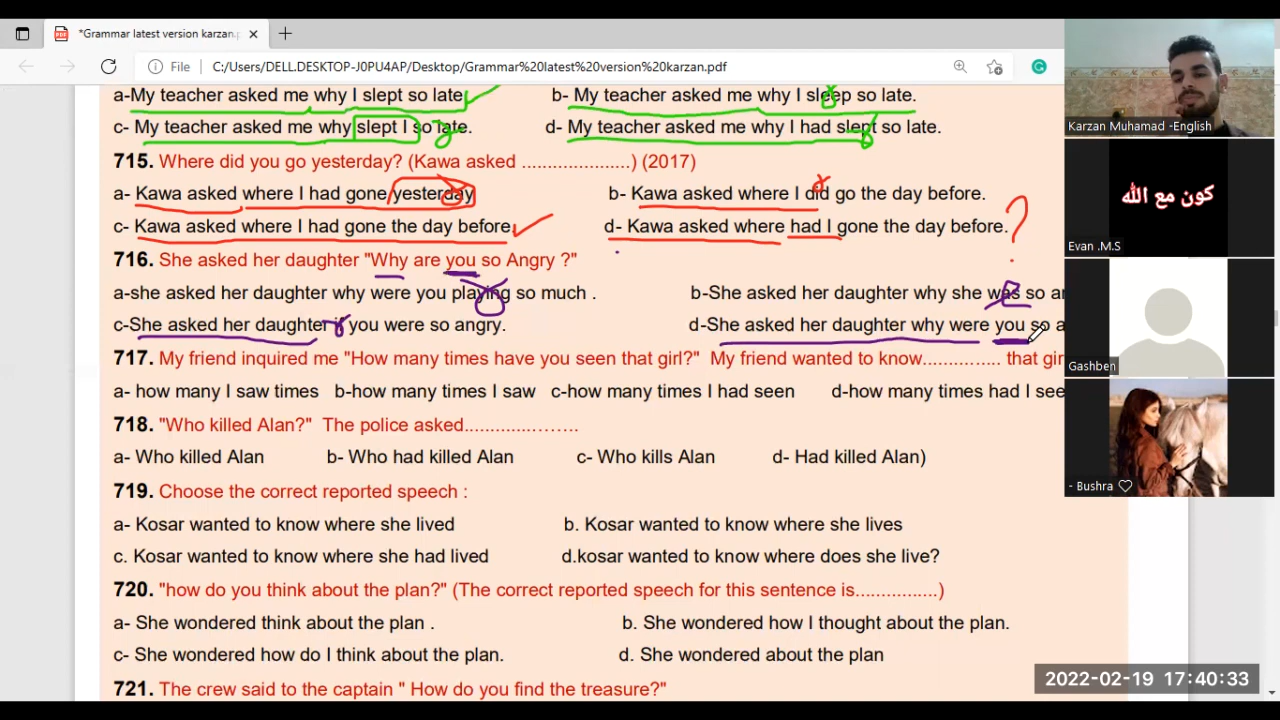 *Grammar latest version karzan.p
File
C:/Users/DELL.DESKTOP-J0PU4AP/Desktop/Grammar%20latest%20version%20karzan.pdf
a-My teacher asked me why I slept so late. b- My teacher asked me why I sleep so late.
c- My teacher asked me why slept I so late. d- My teacher asked me why I had slept so late.
715. Where did you go yesterday? (Kawa asked .....................) (2017)
a- Kawa asked where I had gone yesterday b- Kawa asked where I did go the day before.
c- Kawa asked where I had gone the day before. d- Kawa asked where had I gone the day before.
716. She asked her daughter "Why are you so Angry ?"
a-she asked her daughter why were you playing so much . b-She asked her daughter why she was so
c-She asked her daughter if you were so angry. d-She asked her daughter why were you so
717. My friend inquired me "How many times have you seen that girl?" My friend wanted to know.............. that
a- how many I saw times b-how many times I saw c-how many times I had seen d-how many times had I
718. "Who killed Alan?" The police asked....................
a- Who killed Alan b- Who had killed Alan c- Who kills Alan d- Had killed Alan)
719. Choose the correct reported speech :
a- Kosar wanted to know where she lived b. Kosar wanted to know where she lives
c. Kosar wanted to know where she had lived d.kosar wanted to know where does she live?
720. "how do you think about the plan?" (The correct reported speech for this sentence is................)
a- She wondered think about the plan . b. She wondered how I thought about the plan.
c- She wondered how do I think about the plan. d. She wondered about the plan
721. The crew said to the captain " How do you find the treasure?"
Karzan Muhamad -English
كون مع الله
Evan .M.S
Gashben
- Bushra ♡
2022-02-19 17:40:33